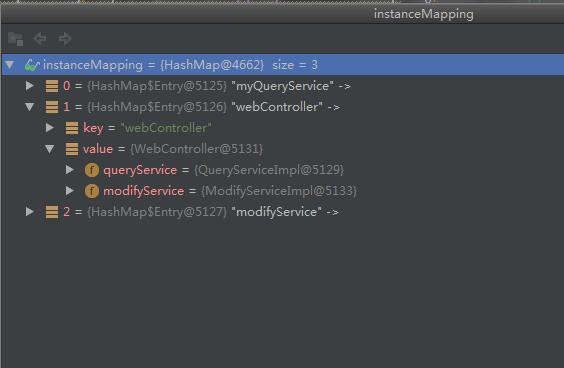 instanceMapping
instanceMapping = {HashMap@4662} size = 3
0 = {HashMap$Entry@5125} "myQueryService" ->
1 = {HashMap$Entry@5126} "webController" ->
key = "webController"
value = {WebController@5131}
f queryService = {QueryServiceImpl@5129}
f modifyService = {ModifyServiceImpl@5133}
2 = {HashMap$Entry@5127} "modifyService" ->